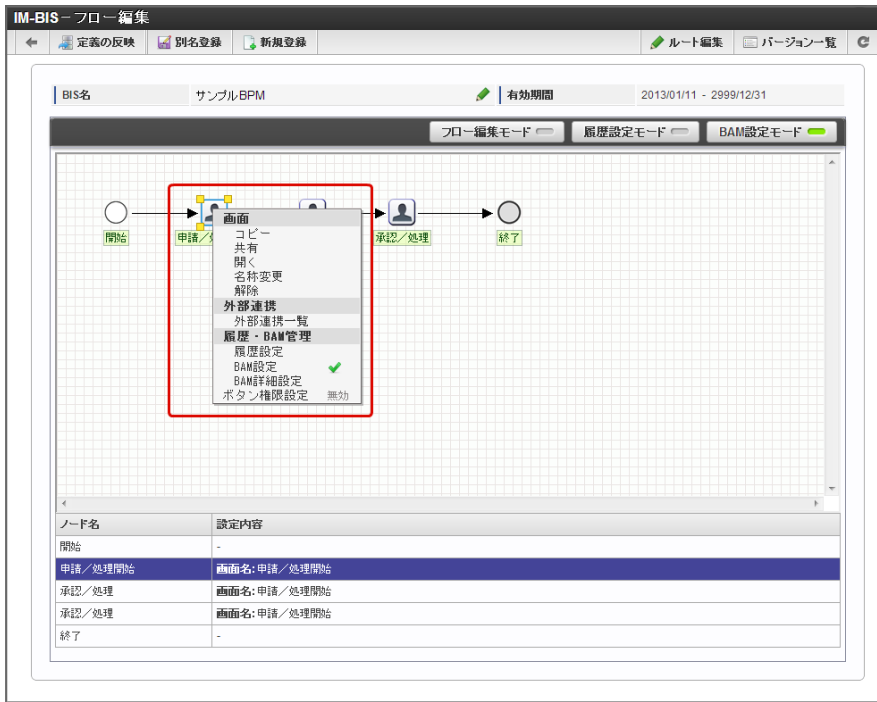 IM-BIS－フロー編集
定義の反映 別名登録 新規登録 ルート編集 バージョン一覧
BIS名 サンプルBPM 有効期間 2013/01/11 - 2999/12/31
フロー編集モード 履歴設定モード BAM設定モード
開始 申請／ 承認／処理 終了
画面
コピー
共有
開く
名称変更
解除
外部連携
外部連携一覧
履歴・BAM管理
履歴設定
BAM設定
BAM詳細設定
ボタン権限設定 無効
ノード名 設定内容
開始 -
申請／処理開始 画面名:申請／処理開始
承認／処理 画面名:申請／処理開始
承認／処理 画面名:申請／処理開始
終了 -